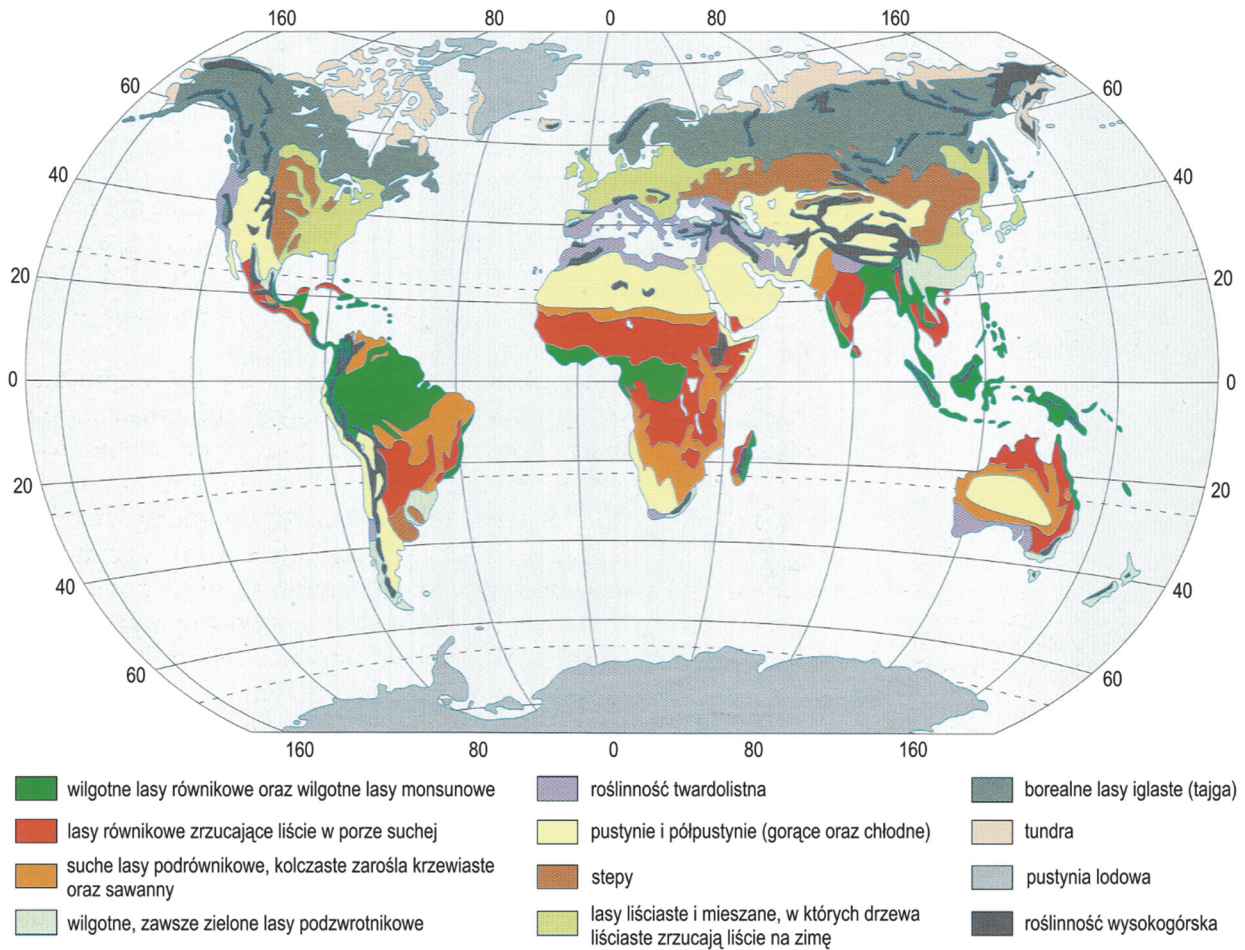 160 80 0 80 160
60 60
40 40
20 20
0 0
20 20
40 40
60 60
160 80 0 80 160
wilgotne lasy równikowe oraz wilgotne lasy monsunowe
lasy równikowe zrzucające liście w porze suchej
suche lasy podrównikowe, kolczaste zarośla krzewiaste
oraz sawanny
wilgotne, zawsze zielone lasy podzwrotnikowe
roślinność twardolistna
pustynie i półpustynie (gorące oraz chłodne)
stepy
lasy liściaste i mieszane, w których drzewa
liściaste zrzucają liście na zimę
borealne lasy iglaste (tajga)
tundra
pustynia lodowa
roślinność wysokogórska